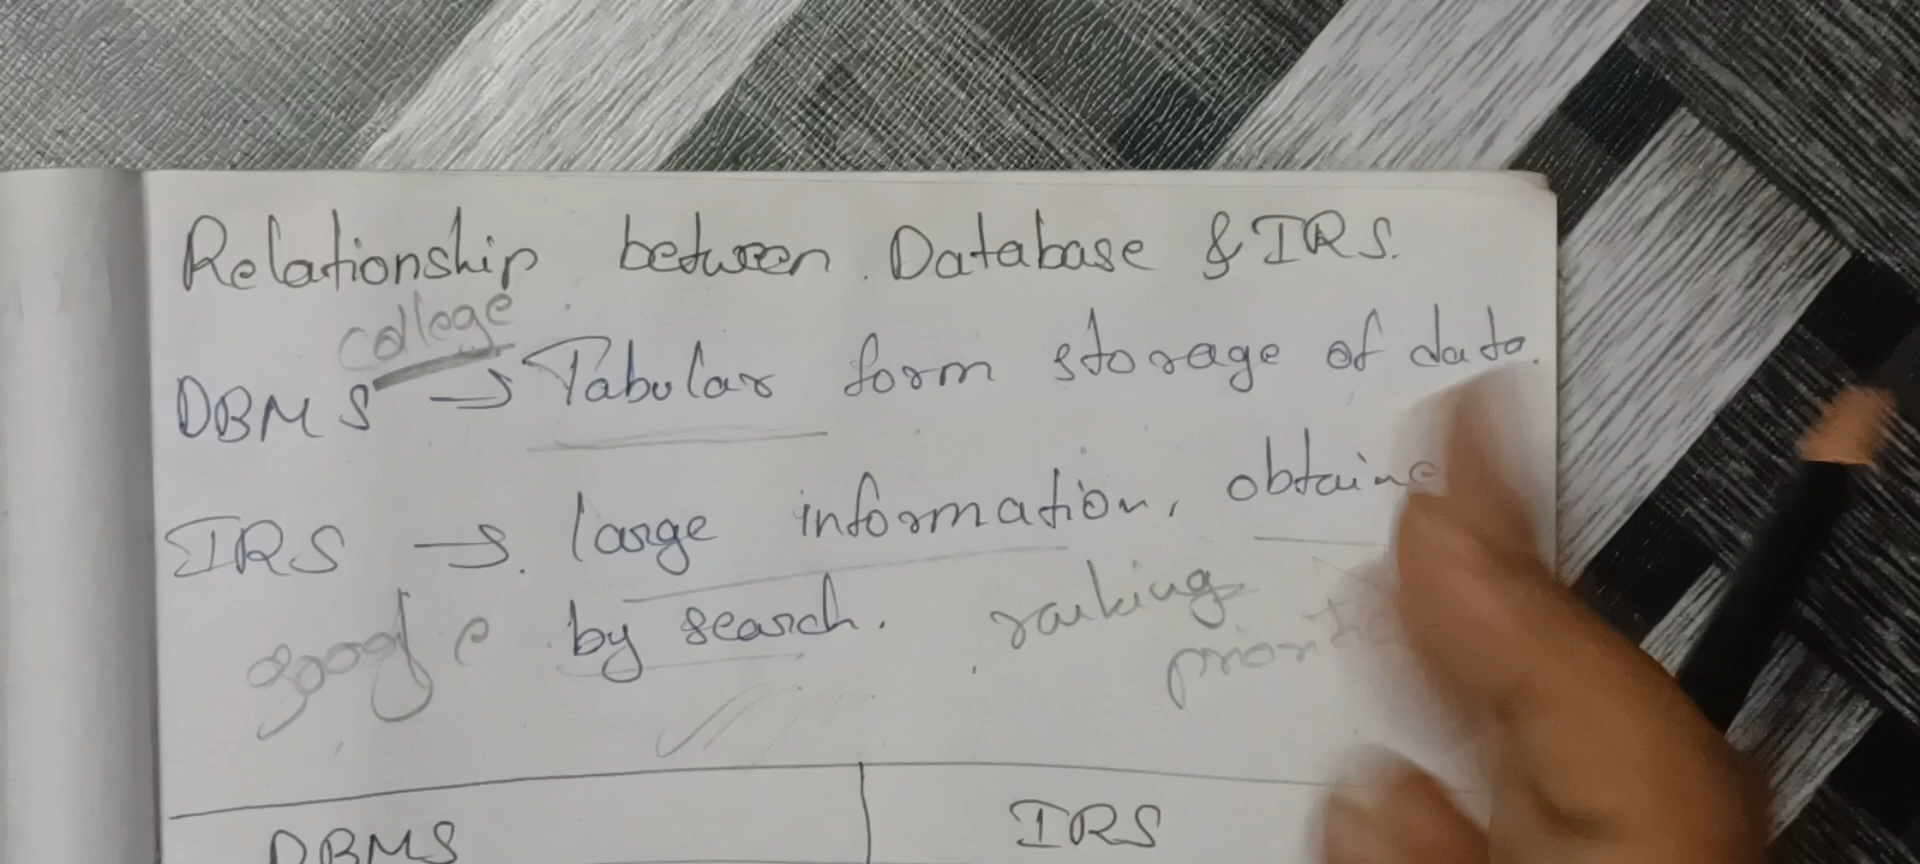 Relationship between Database & IRS.
college
DBMS → Tabular form storage of data.
IRS → large information,
google by search. ranking
DBMS IRS